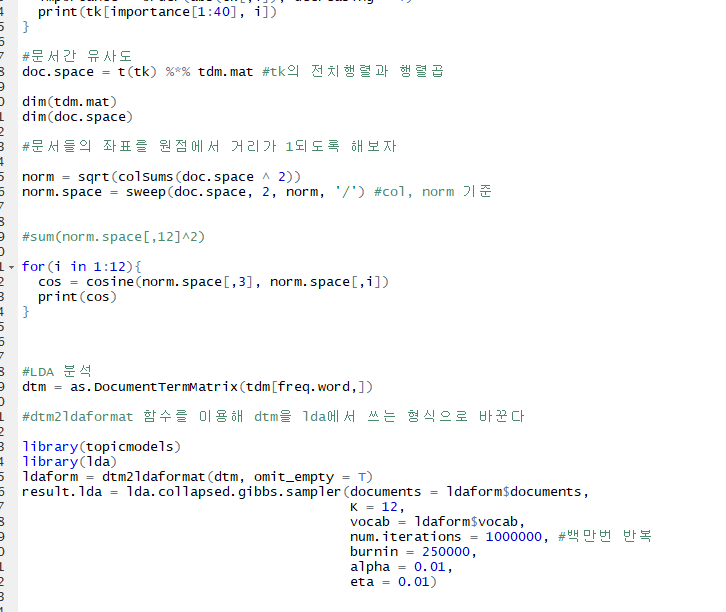 print(tk[importance[1:40], i])
}
#문서간 유사도
doc.space = t(tk) %*% tdm.mat #tk의 전치행렬과 행렬곱
dim(tdm.mat)
dim(doc.space)
#문서들의 좌표를 원점에서 거리가 1되도록 해보자
norm = sqrt(colSums(doc.space ^ 2))
norm.space = sweep(doc.space, 2, norm, '/') #col, norm 기준
#sum(norm.space[,12]^2)
for(i in 1:12){
cos = cosine(norm.space[,3], norm.space[,i])
print(cos)
}
#LDA 분석
dtm = as.DocumentTermMatrix(tdm[freq.word,])
#dtm2ldaformat 함수를 이용해 dtm을 lda에서 쓰는 형식으로 바꾼다
library(topicmodels)
library(lda)
ldaform = dtm2ldaformat(dtm, omit_empty = T)
result.lda = lda.collapsed.gibbs.sampler(documents = ldaform$documents,
K = 12,
vocab = ldaform$vocab,
num.iterations = 1000000, #백만번 반복
burnin = 250000,
alpha = 0.01,
eta = 0.01)